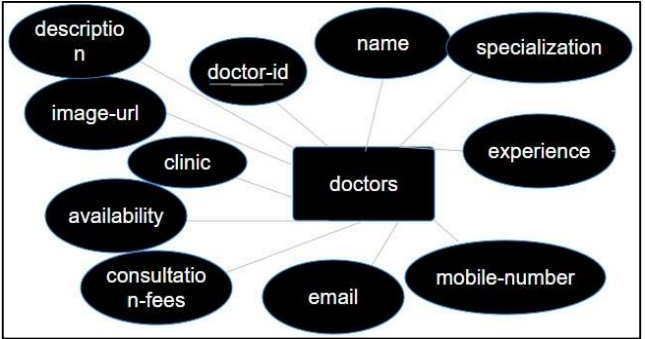 descriptio
n
doctor-id
name
specialization
image-url
clinic
experience
doctors
availability
consultatio
n-fees
email
mobile-number